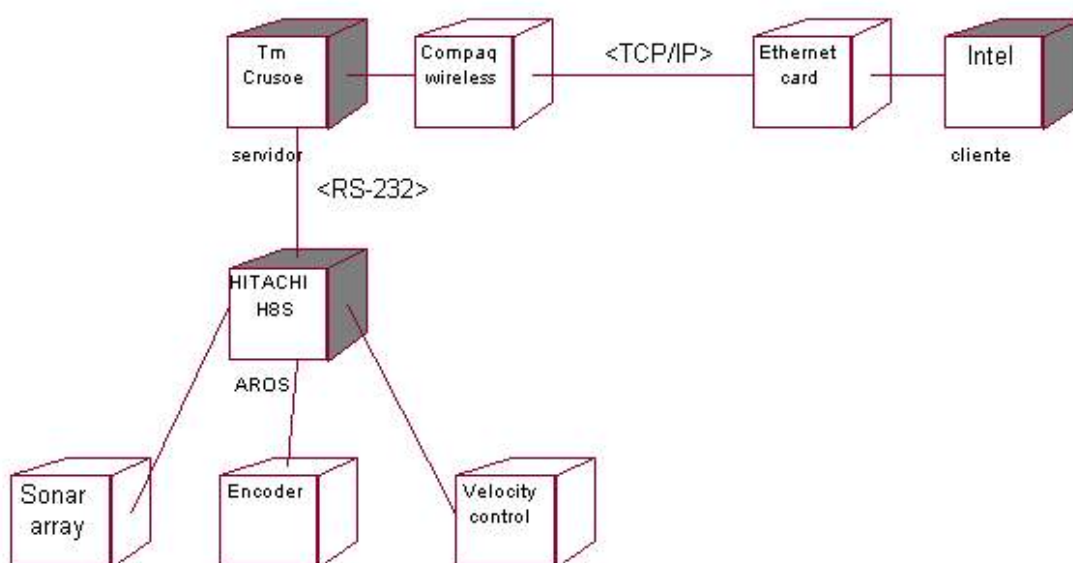 Tm
Crusoe
Compaq
wireless
<TCP/IP>
Ethernet
card
Intel
servidor
cliente
<RS-232>
HITACHI
H8S
AROS
Sonar
array
Encoder
Velocity
control